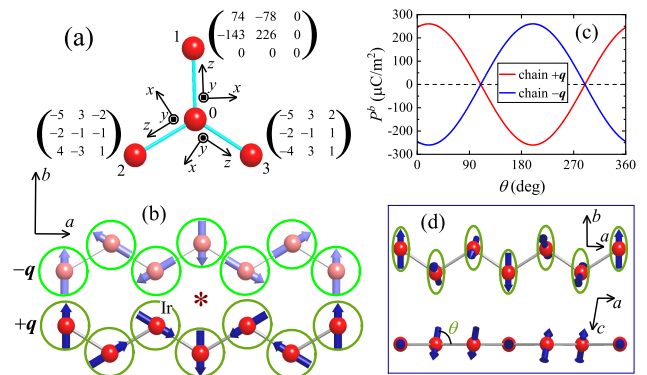 (a)
1
74 −78 0
−143 226 0
0 0 0
z
y
x
x
y
z
0
y
x
z
−5 3 −2
−2 −1 −1
4 −3 1
−5 3 2
−2 −1 1
−4 3 1
2
3
b
a
(b)
−q
*
Ir
+q
(c)
300
200
100
0
-100
-200
-300
P^b (μC/m²)
chain +q
chain −q
0 90 180 270 360
θ (deg)
(d)
b
a
a
c
θ